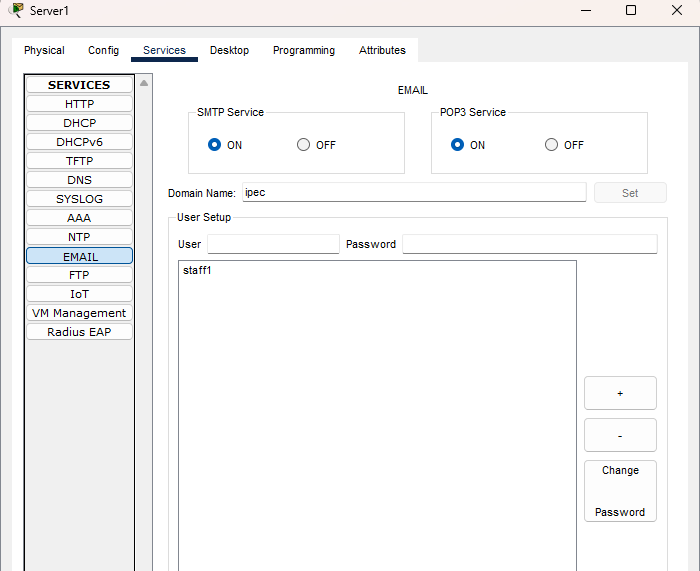 Server1
Physical Config Services Desktop Programming Attributes
SERVICES
HTTP
DHCP
DHCPv6
TFTP
DNS
SYSLOG
AAA
NTP
EMAIL
FTP
IoT
VM Management
Radius EAP
EMAIL
SMTP Service
ON OFF
POP3 Service
ON OFF
Domain Name: ipec Set
User Setup
User Password
staff1
+
-
Change
Password